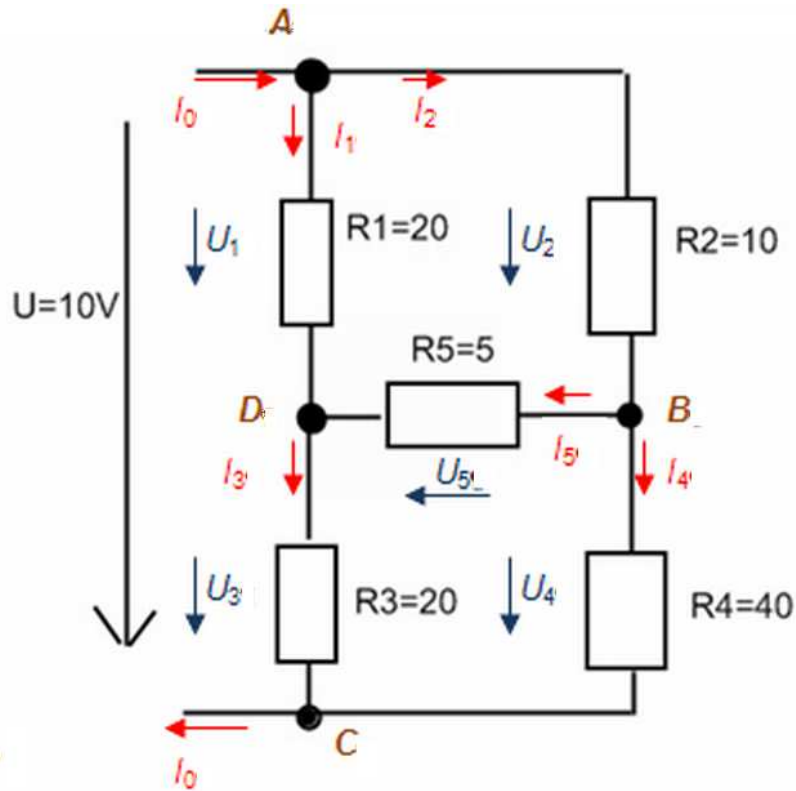 A
I₀
I₁
I₂
U₁
R1=20
U₂
R2=10
U=10V
R5=5
D
B
I₃
U₅
I₅
I₄
U₃
R3=20
U₄
R4=40
C
I₀